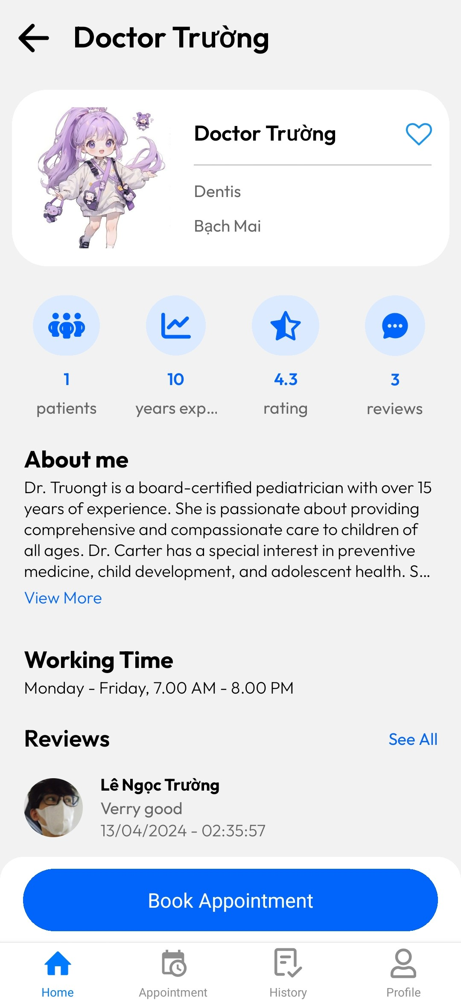 Doctor Trường
Doctor Trường
Dentis
Bạch Mai
1
10
4.3
3
patients
years exp...
rating
reviews
About me
Dr. Truongt is a board-certified pediatrician with over 15
years of experience. She is passionate about providing
comprehensive and compassionate care to children of
all ages. Dr. Carter has a special interest in preventive
medicine, child development, and adolescent health. S...
View More
Working Time
Monday - Friday, 7.00 AM - 8.00 PM
Reviews
See All
Lê Ngọc Trường
Verry good
13/04/2024 - 02:35:57
Book Appointment
Home
Appointment
History
Profile